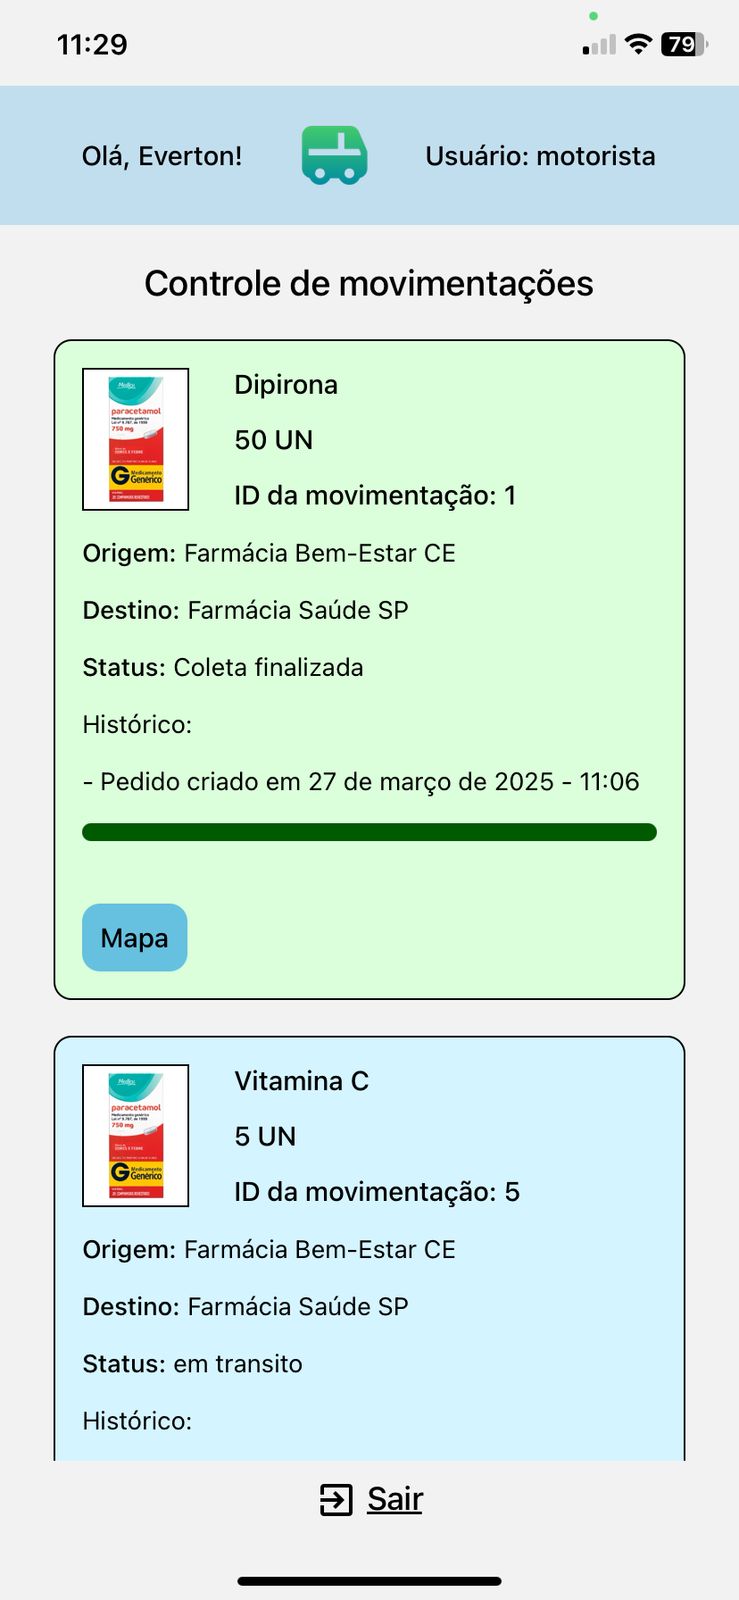 11:29
79
Olá, Everton!
Usuário: motorista
Controle de movimentações
Medley
paracetamol
750 mg
G Medicamento
Genérico
Dipirona
50 UN
ID da movimentação: 1
Origem: Farmácia Bem-Estar CE
Destino: Farmácia Saúde SP
Status: Coleta finalizada
Histórico:
- Pedido criado em 27 de março de 2025 - 11:06
Mapa
Medley
paracetamol
750 mg
G Medicamento
Genérico
Vitamina C
5 UN
ID da movimentação: 5
Origem: Farmácia Bem-Estar CE
Destino: Farmácia Saúde SP
Status: em transito
Histórico:
Sair